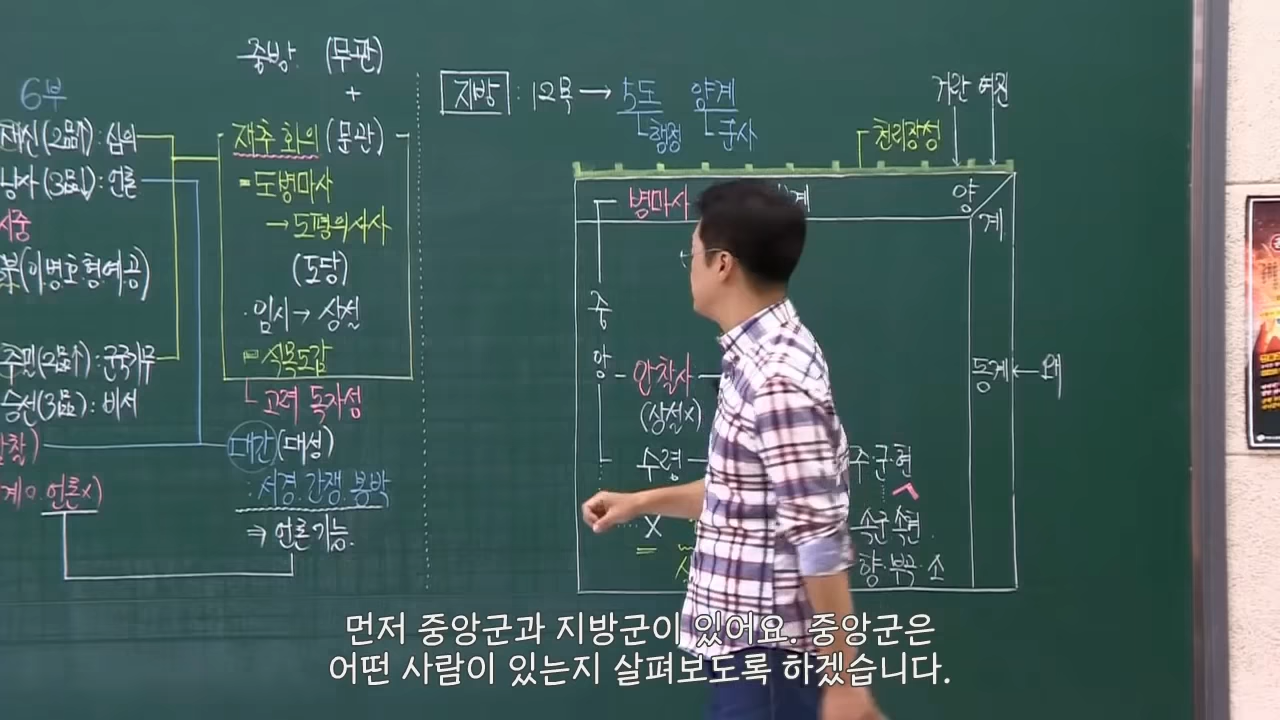 중방 (무관)
+
6부
재신(2품↑): 심의
재추 회의 (문관)
낭사(3품↓): 언론
= 도병마사
시중
→ 도평의사사
(이·병·호·형·예·공)
(도당)
·임시 → 상설
추밀(2품↑): 군국기무
= 식목도감
승선(3품↓): 비서
└ 고려 독자성
대간(대성)
언론x)
: 서경·간쟁·봉박
⇒ 언론기능.
지방 : 12목 → 5도 양계
└ 행정 └ 군사
거란 여진
천리장성
병마사
계
양
계
중
앙
안찰사
(상설x)
동계 ← 왜
수령
주·군·현
X
속군 속현
향·부곡·소
먼저 중앙군과 지방군이 있어요. 중앙군은
어떤 사람이 있는지 살펴보도록 하겠습니다.